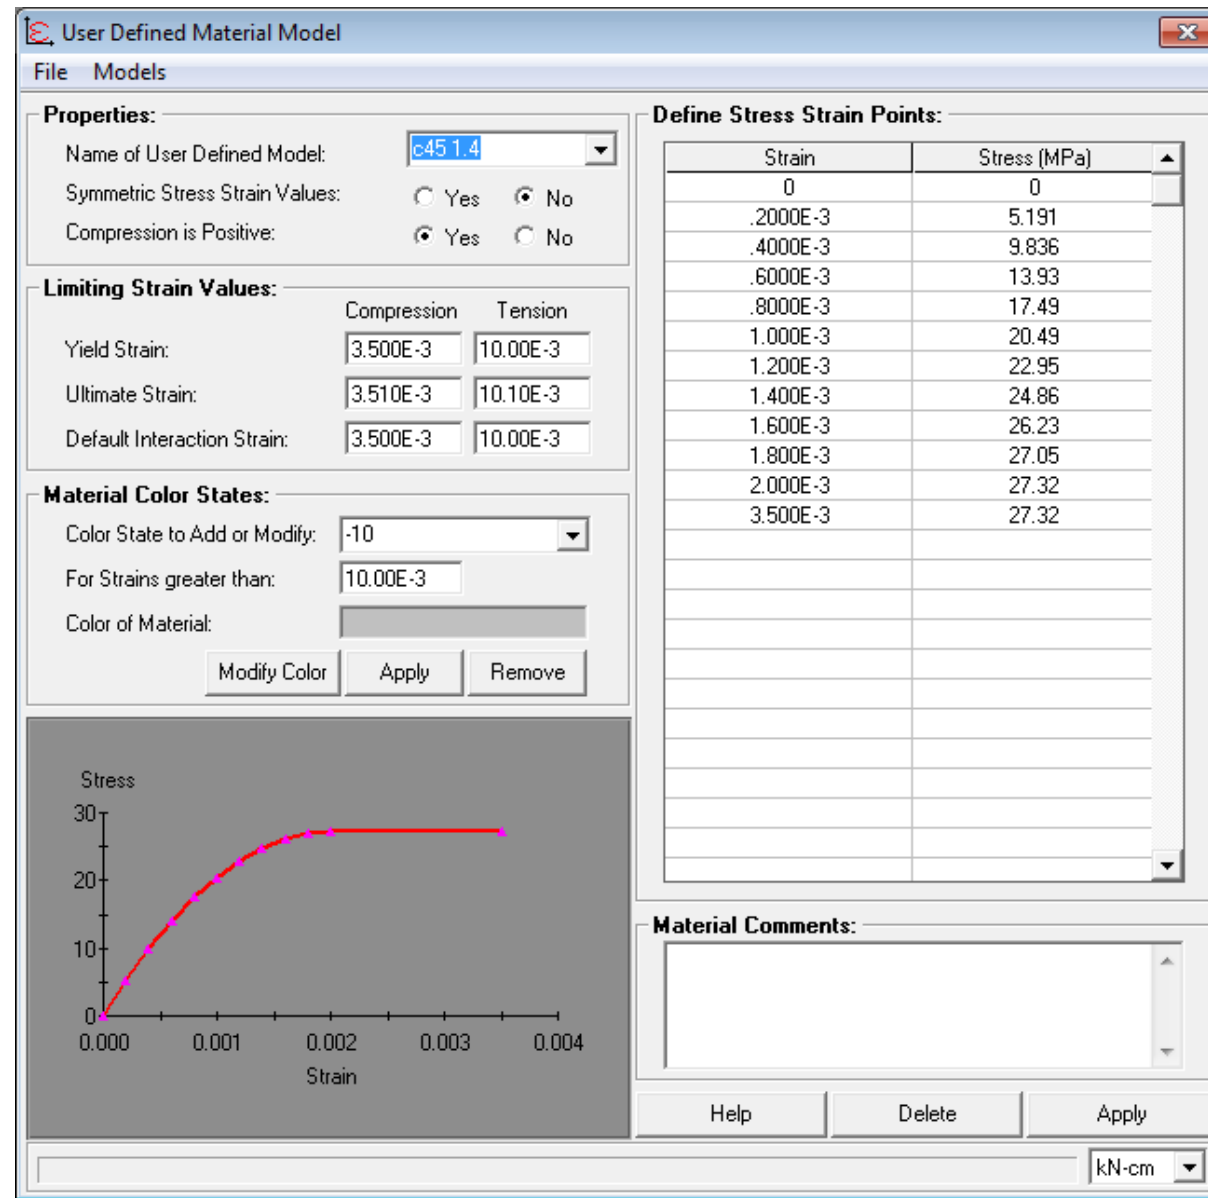 User Defined Material Model
File Models
Properties:
Name of User Defined Model: c45 1.4
Symmetric Stress Strain Values: Yes No
Compression is Positive: Yes No
Limiting Strain Values:
Compression Tension
Yield Strain: 3.500E-3 10.00E-3
Ultimate Strain: 3.510E-3 10.10E-3
Default Interaction Strain: 3.500E-3 10.00E-3
Material Color States:
Color State to Add or Modify: -10
For Strains greater than: 10.00E-3
Color of Material:
Modify Color Apply Remove
Stress
30
20
10
0
0.000 0.001 0.002 0.003 0.004
Strain
Define Stress Strain Points:
Strain Stress (MPa)
0 0
.2000E-3 5.191
.4000E-3 9.836
.6000E-3 13.93
.8000E-3 17.49
1.000E-3 20.49
1.200E-3 22.95
1.400E-3 24.86
1.600E-3 26.23
1.800E-3 27.05
2.000E-3 27.32
3.500E-3 27.32
Material Comments:
Help Delete Apply
kN-cm